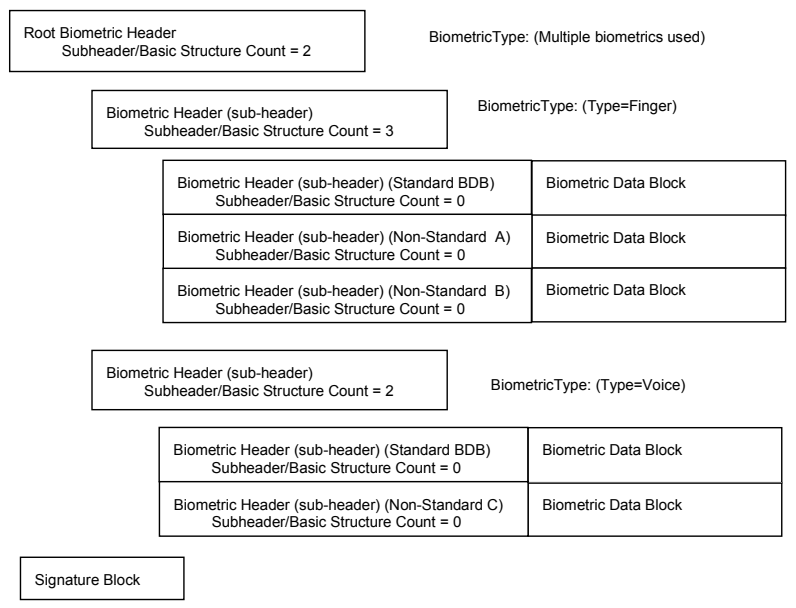 Root Biometric Header
Subheader/Basic Structure Count = 2
BiometricType: (Multiple biometrics used)
Biometric Header (sub-header)
Subheader/Basic Structure Count = 3
BiometricType: (Type=Finger)
Biometric Header (sub-header) (Standard BDB)
Subheader/Basic Structure Count = 0
Biometric Data Block
Biometric Header (sub-header) (Non-Standard A)
Subheader/Basic Structure Count = 0
Biometric Data Block
Biometric Header (sub-header) (Non-Standard B)
Subheader/Basic Structure Count = 0
Biometric Data Block
Biometric Header (sub-header)
Subheader/Basic Structure Count = 2
BiometricType: (Type=Voice)
Biometric Header (sub-header) (Standard BDB)
Subheader/Basic Structure Count = 0
Biometric Data Block
Biometric Header (sub-header) (Non-Standard C)
Subheader/Basic Structure Count = 0
Biometric Data Block
Signature Block